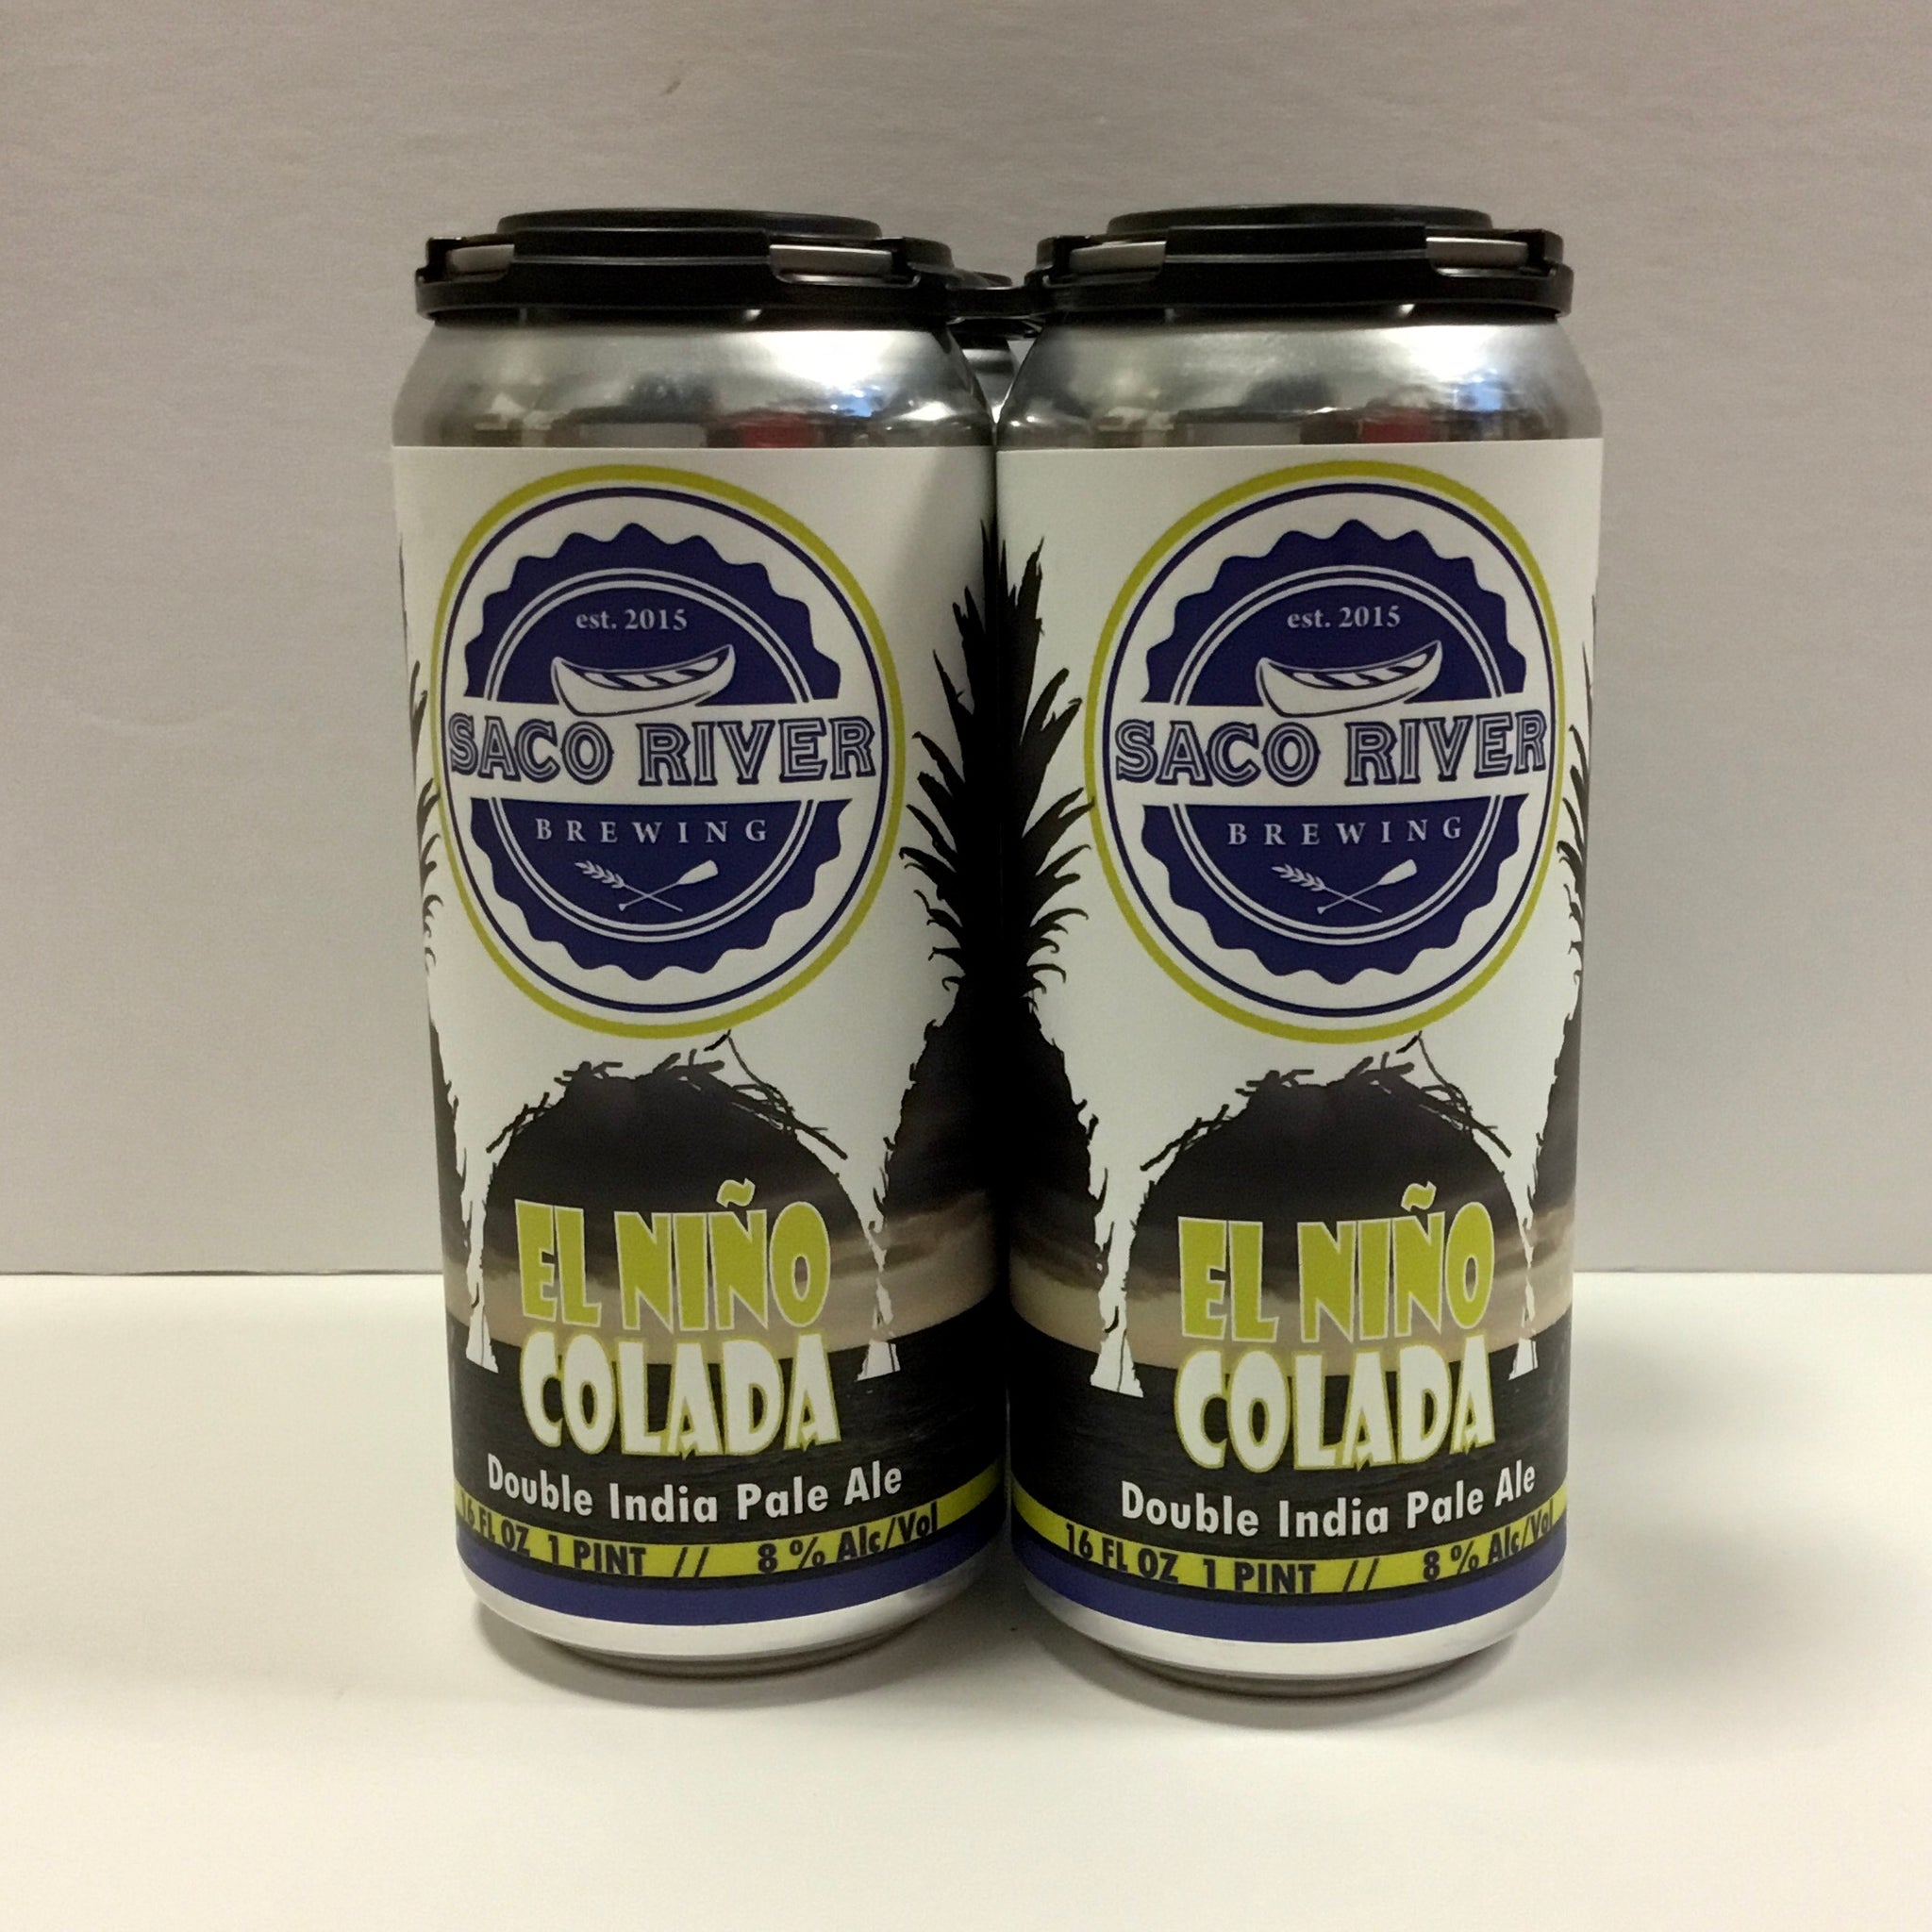 est. 2015
SACO RIVER
BREWING
EL NIÑO
COLADA
Double India Pale Ale
16 FL OZ 1 PINT // 8 % Alc/Vol
est. 2015
SACO RIVER
BREWING
EL NIÑO
COLADA
Double India Pale Ale
16 FL OZ 1 PINT // 8 % Alc/Vol